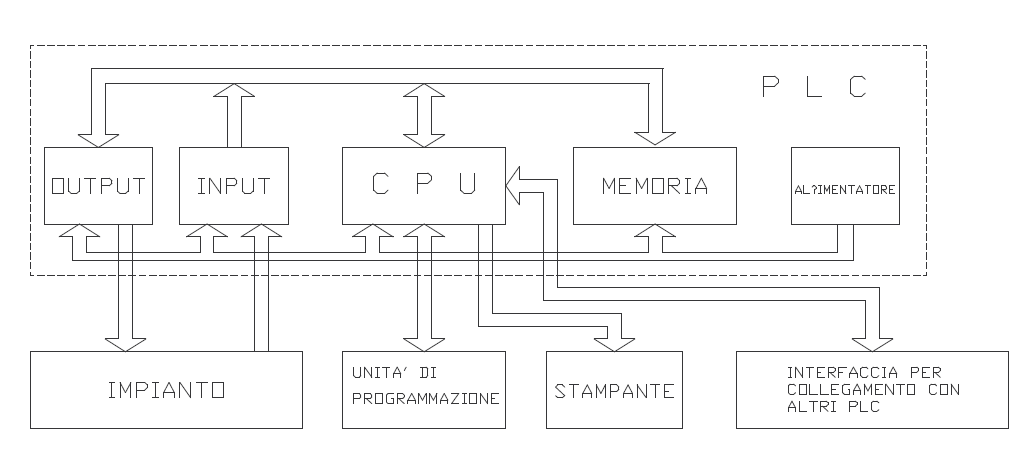 P L C
OUTPUT
INPUT
C P U
MEMORIA
AL?IMENTATORE
IMPIANTO
UNITA' DI
PROGRAMMAZIONE
STAMPANTE
INTERFACCIA PER
COLLEGAMENTO CON
ALTRI PLC